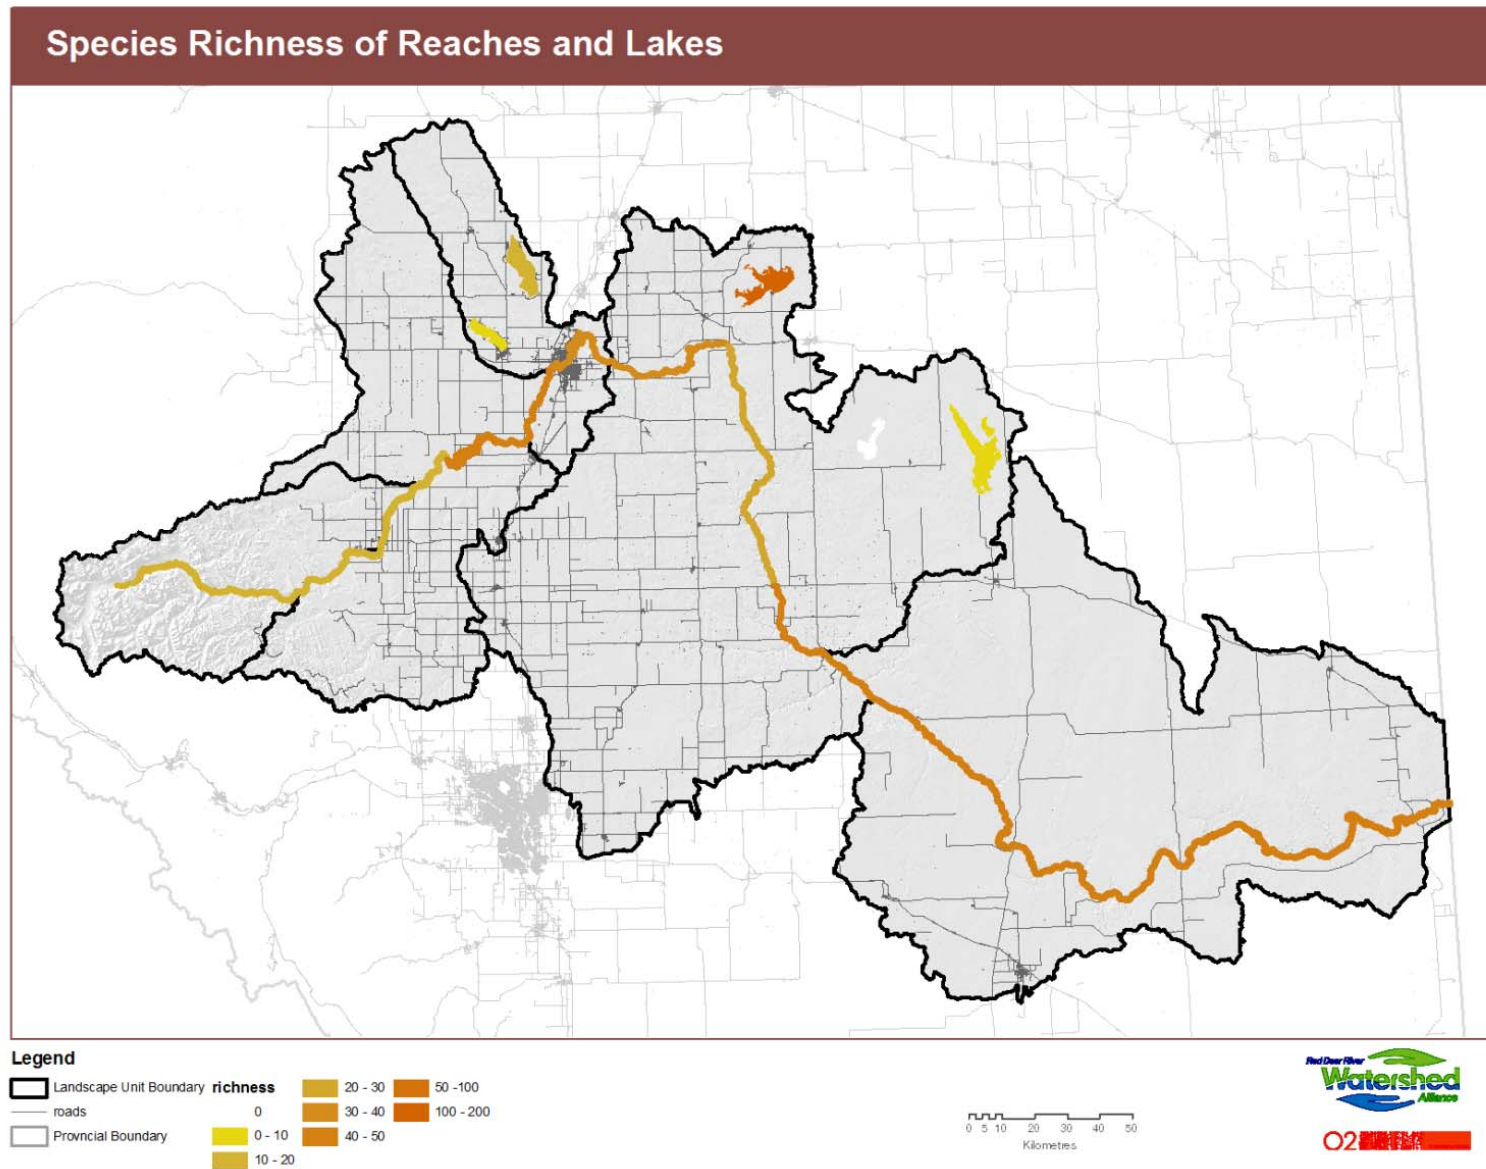 Species Richness of Reaches and Lakes
Legend
Landscape Unit Boundary
roads
Provncial Boundary
richness
0
0 - 10
10 - 20
20 - 30
30 - 40
40 - 50
50 -100
100 - 200
0 5 10 20 30 40 50
Kilometres
Red Deer River
Watershed
Alliance
O2